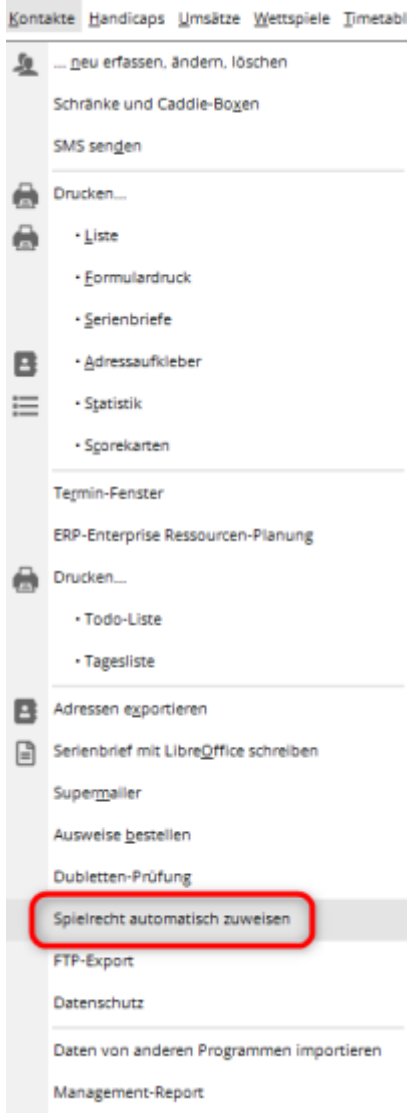 Kontakte Handicaps Umsätze Wettspiele Timetabl
... neu erfassen, ändern, löschen
Schränke und Caddie-Boxen
SMS senden
Drucken...
• Liste
• Formulardruck
• Serienbriefe
• Adressaufkleber
• Statistik
• Scorekarten
Termin-Fenster
ERP-Enterprise Ressourcen-Planung
Drucken...
• Todo-Liste
• Tagesliste
Adressen exportieren
Serienbrief mit LibreOffice schreiben
Supermailer
Ausweise bestellen
Dubletten-Prüfung
Spielrecht automatisch zuweisen
FTP-Export
Datenschutz
Daten von anderen Programmen importieren
Management-Report